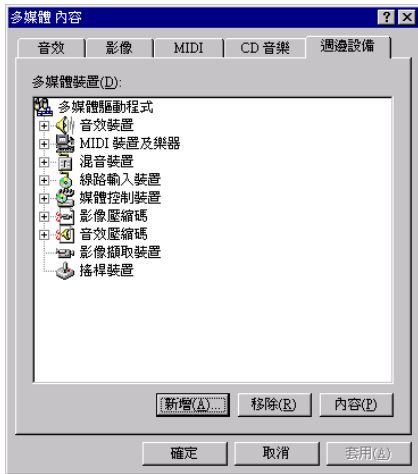 多媒體 內容
音效 影像 MIDI CD 音樂 週邊設備
多媒體裝置(D):
多媒體驅動程式
音效裝置
MIDI 裝置及樂器
混音裝置
線路輸入裝置
媒體控制裝置
影像壓縮碼
音效壓縮碼
影像擷取裝置
搖桿裝置
新增(A)... 移除(R) 內容(P)
確定 取消 套用(A)